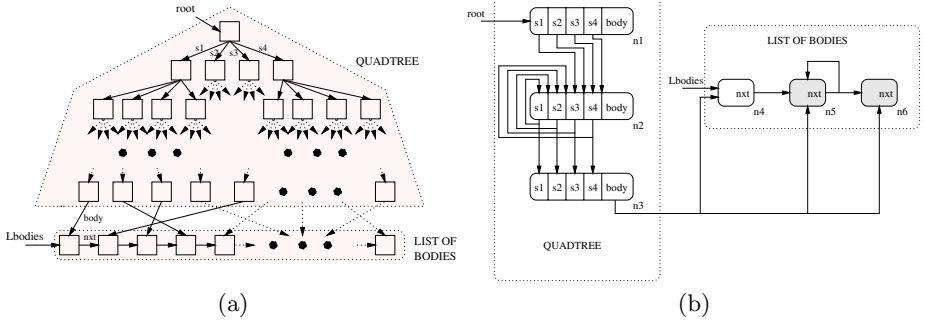 root
s1 s2 s3 s4
QUADTREE
body
Lbodies
nxt
LIST OF
BODIES
(a)
root
s1 s2 s3 s4 body
n1
s1 s2 s3 s4 body
n2
s1 s2 s3 s4 body
n3
QUADTREE
LIST OF BODIES
Lbodies
nxt nxt nxt
n4 n5 n6
(b)